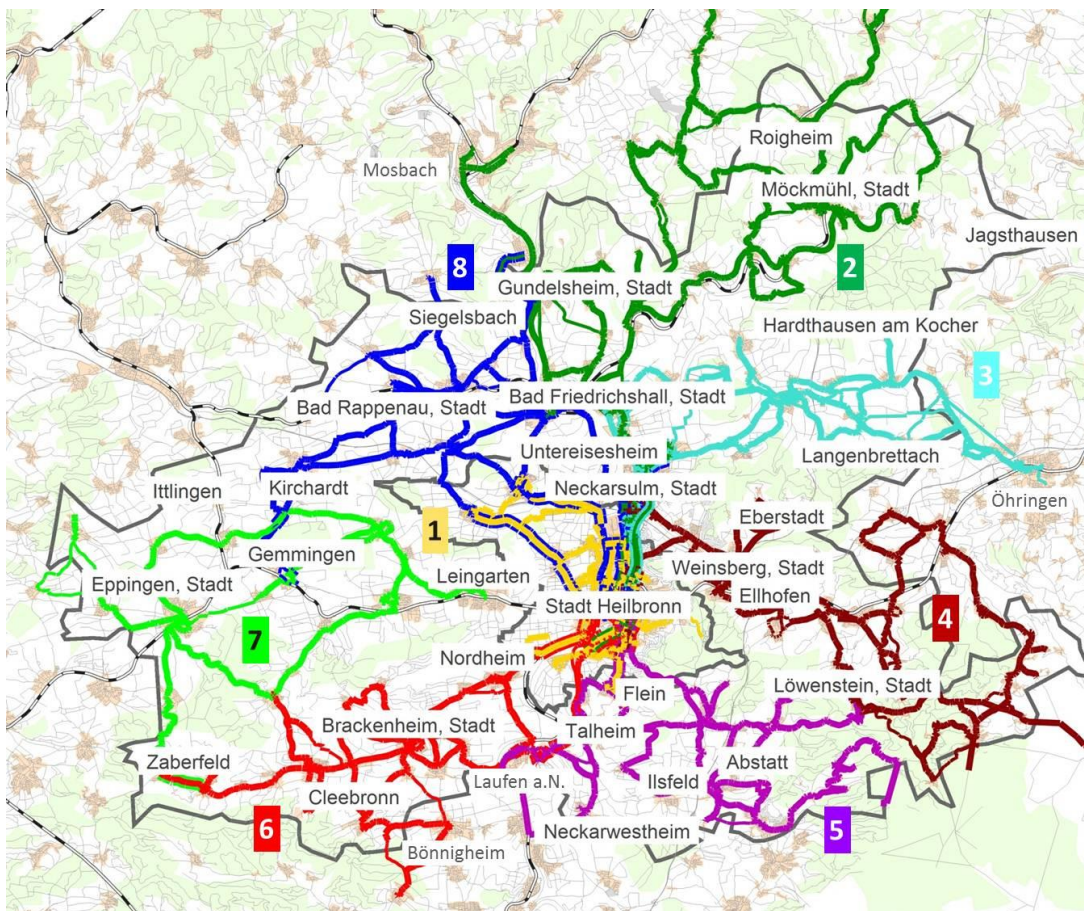 Roigheim
Mosbach
Möckmühl, Stadt
Jagsthausen
8
2
Gundelsheim, Stadt
Siegelsbach
Hardthausen am Kocher
3
Bad Rappenau, Stadt
Bad Friedrichshall, Stadt
Untereisesheim
Langenbrettach
Ittlingen
Kirchardt
Neckarsulm, Stadt
Öhringen
1
Eberstadt
Gemmingen
Weinsberg, Stadt
Eppingen, Stadt
Leingarten
Ellhofen
Stadt Heilbronn
7
4
Nordheim
Flein
Löwenstein, Stadt
Brackenheim, Stadt
Talheim
Zaberfeld
Laufen a.N.
Ilsfeld
Abstatt
Cleebronn
6
Neckarwestheim
5
Bönnigheim